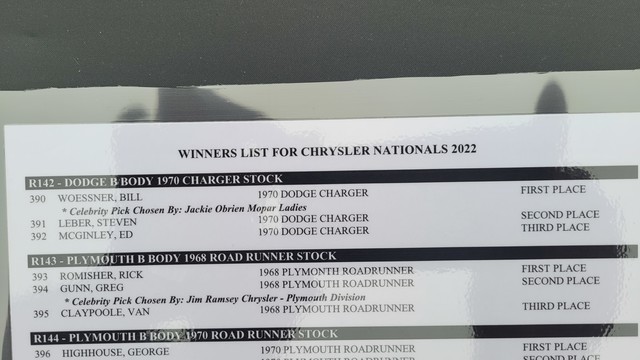 WINNERS LIST FOR CHRYSLER NATIONALS 2022
R142 - DODGE B BODY 1970 CHARGER STOCK
390 WOESSNER, BILL 1970 DODGE CHARGER FIRST PLACE
* Celebrity Pick Chosen By: Jackie Obrien Mopar Ladies
391 LEBER, STEVEN 1970 DODGE CHARGER SECOND PLACE
392 MCGINLEY, ED 1970 DODGE CHARGER THIRD PLACE
R143 - PLYMOUTH B BODY 1968 ROAD RUNNER STOCK
393 ROMISHER, RICK 1968 PLYMONTH ROADRUNNER FIRST PLACE
394 GUNN, GREG 1968 PLYMOUTH ROADRUNNER SECOND PLACE
* Celebrity Pick Chosen By: Jim Ramsey Chrysler - Plymouth Division
395 CLAYPOOLE, VAN 1968 PLYMOUTH ROADRUNNER THIRD PLACE
R144 - PLYMOUTH B BODY 1970 ROAD RUNNER STOCK
396 HIGHHOUSE, GEORGE 1970 PLYMOUTH ROADRUNNER FIRST PLACE